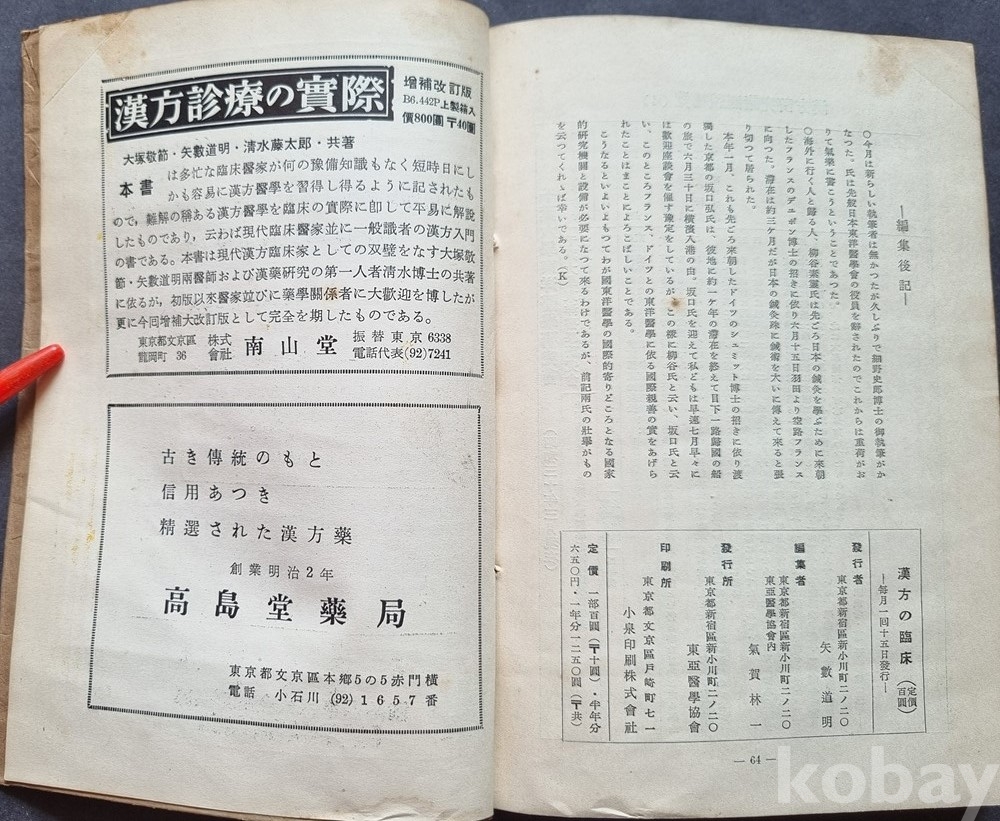 漢方診療の實際
増補改訂版
B6.442P上製箱入
價800圓〒40圓
大塚敬節・矢數道明・清水藤太郎・共著
本書は多忙な臨床醫家が何の豫備知識もなく短時日にし
かも容易に漢方醫學を習得し得るように記されたも
ので、難解の稱ある漢方醫學を臨床の實際に卽して平易に解說
したものであり、云わば現代臨床醫家並に一般識者の漢方入門
の書である。本書は現代漢方臨床家としての双壁をなす大塚敬
節・矢數道明兩醫師および漢藥硏究の第一人者清水博士の共著
に依るが、初版以來醫家並びに藥學關係者に大歡迎を博したが
更に今回增補大改訂版として完全を期したものである。
東京都文京區龍岡町36
株式會社 南山堂
振替東京6338
電話代表(92)7241
古き傳統のもと
信用あつき
精選された漢方藥
創業明治2年
高島堂藥局
東京都文京區本鄉5の5赤門橫
電話 小石川 (92) 1657番
―編集後記―
○今月は新らしい執筆者は無かつたが久しぶりで細野史郎博士の御執筆がか
なつた。氏は先般日本東洋醫學會の役員を辭されたのでこれからは重荷がお
りて氣樂に書こうということであつた。
○海外に行く人と歸る人、柳谷素靈氏は先ごろ日本の鍼灸を學ぶために來朝
したフランスのデュポン博士の招きに依り六月十五日羽田より空路フランス
に向つた。滯在は約三ケ月だが日本の鍼灸殊に鍼術を大いに傳えて來ると張
り切つて居られた。
本年一月、これも先ごろ來朝したドイツのシュミット博士の招きに依り渡
獨した京都の坂口弘氏は、彼地に約一ケ年の滯在を終えて目下一路歸國の船
の旅で六月三十日に橫濱入港の由。坂口氏を迎えて私どもは早速七月早々に
は歡迎座談會を催す豫定をしているが、この樣に柳谷氏と云い、坂口氏と云
い、このところフランス、ドイツとの東洋醫學に依る國際親善の實をあげら
れたことはまことによろこばしいことである。
こうなるといよいよもつてわが國東洋醫學の國際的寄りどころとなる國家
的硏究機關と設備が必要になつて來るわけであるが、前記兩氏の壯擧がもの
を云つてくれゝば幸いである。（K）
漢方の臨床（定價百圓）
―每月一回十五日發行―
東京都新宿區新小川町二ノ二〇
發行者 矢數道明
東京都新宿區新小川町二ノ二〇
東亞醫學協會內
編集者 氣賀林一
東京都新宿區新小川町二ノ二〇
發行所 東亞醫學協會
東京都文京區戶崎町七一
印刷所 小泉印刷株式會社
定價 一部百圓（〒十圓）・半年分
六五〇円・一年分一二五〇圓（〒共）
― 64 ―
kobay